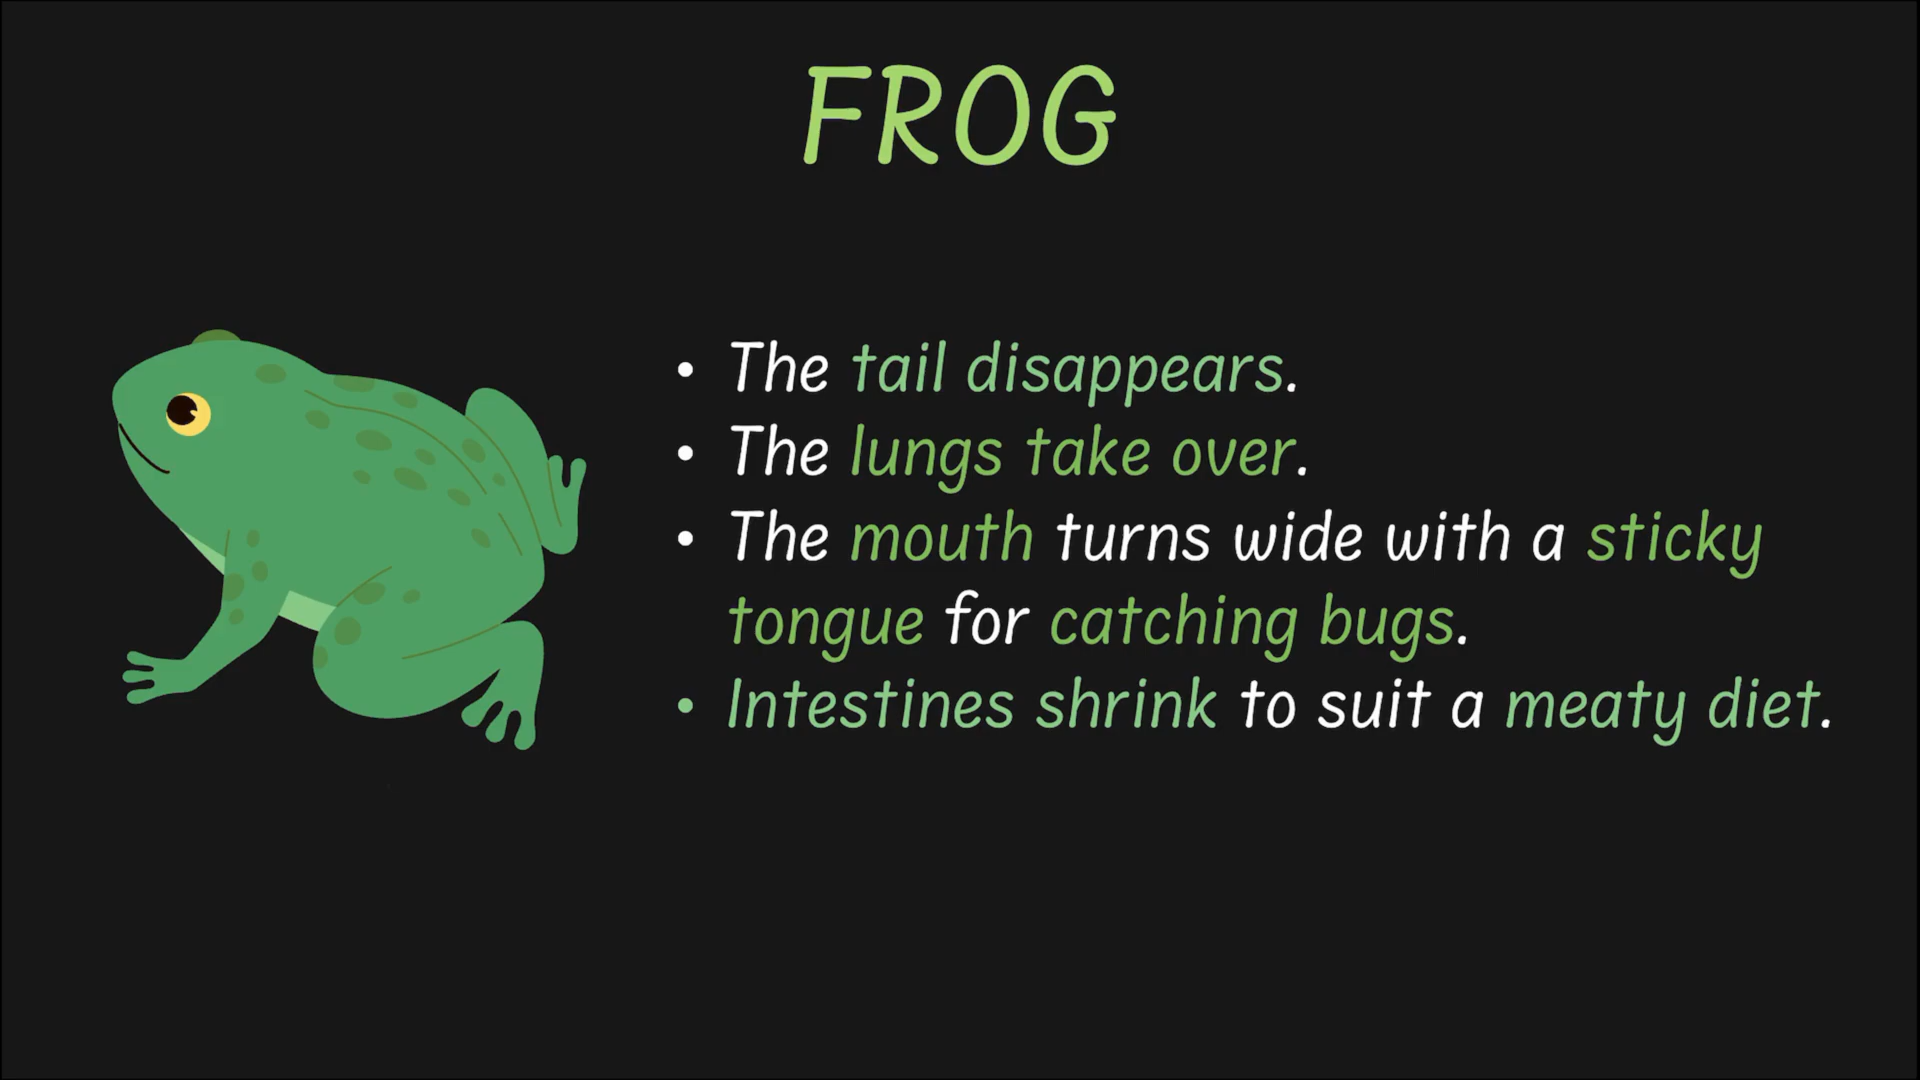 FROG
• The tail disappears.
• The lungs take over.
• The mouth turns wide with a sticky
tongue for catching bugs.
• Intestines shrink to suit a meaty diet.